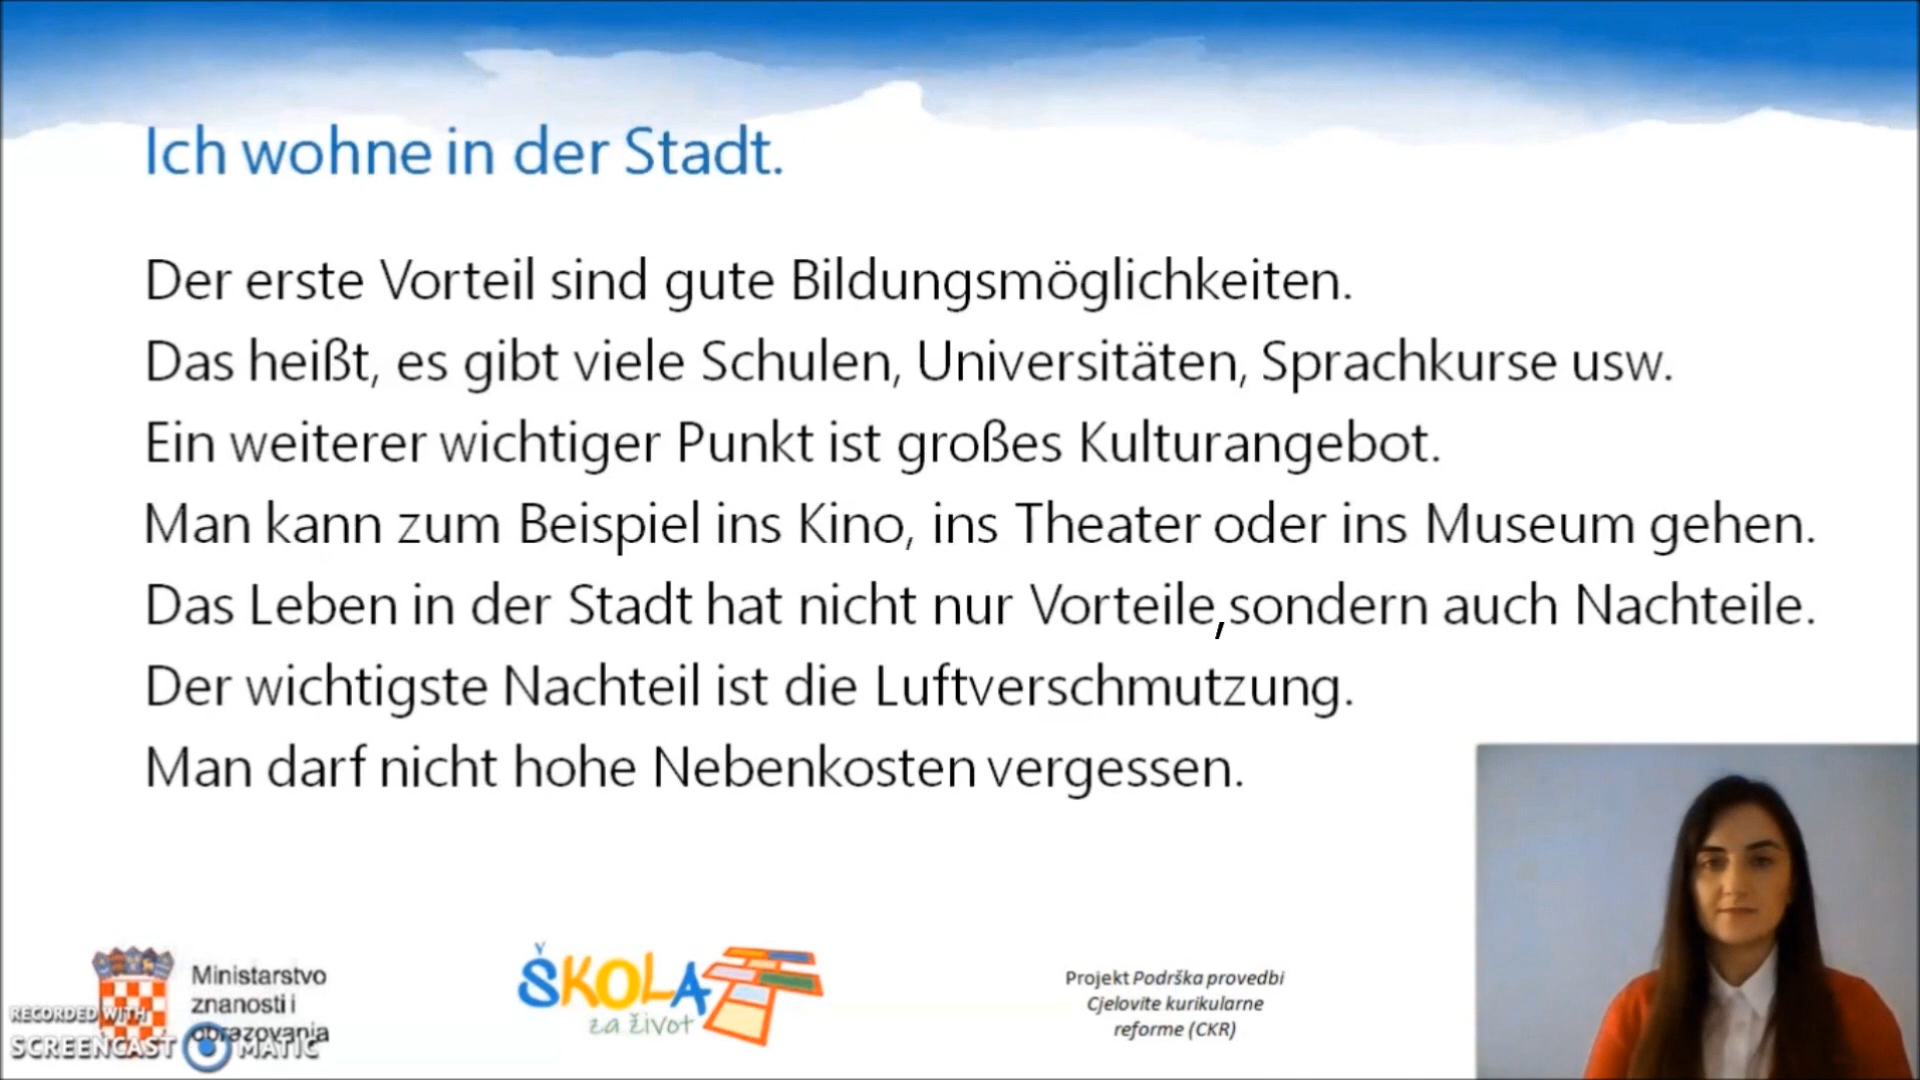 Ich wohne in der Stadt.
Der erste Vorteil sind gute Bildungsmöglichkeiten.
Das heißt, es gibt viele Schulen, Universitäten, Sprachkurse usw.
Ein weiterer wichtiger Punkt ist großes Kulturangebot.
Man kann zum Beispiel ins Kino, ins Theater oder ins Museum gehen.
Das Leben in der Stadt hat nicht nur Vorteile,sondern auch Nachteile.
Der wichtigste Nachteil ist die Luftverschmutzung.
Man darf nicht hohe Nebenkosten vergessen.
Ministarstvo
znanosti i
obrazovanja
RECORDED WITH
SCREENCAST MATIC
ŠKOLA
za život
Projekt Podrška provedbi
Cjelovite kurikularne
reforme (CKR)